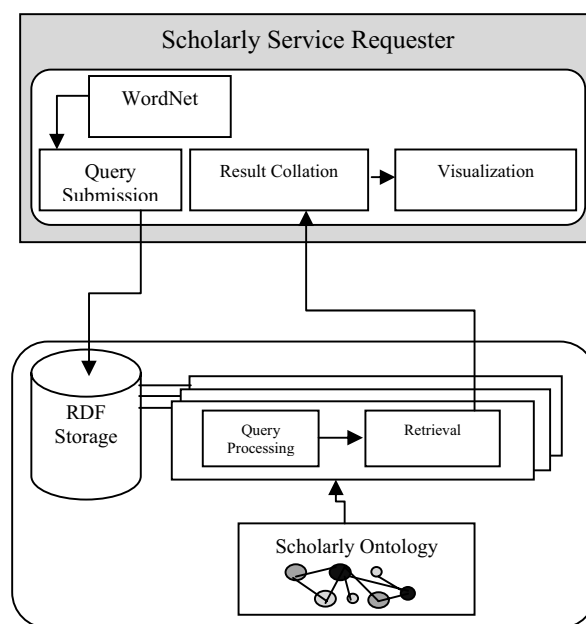 Scholarly Service Requester
WordNet
Query
Submission
Result Collation
Visualization
RDF
Storage
Query
Processing
Retrieval
Scholarly Ontology